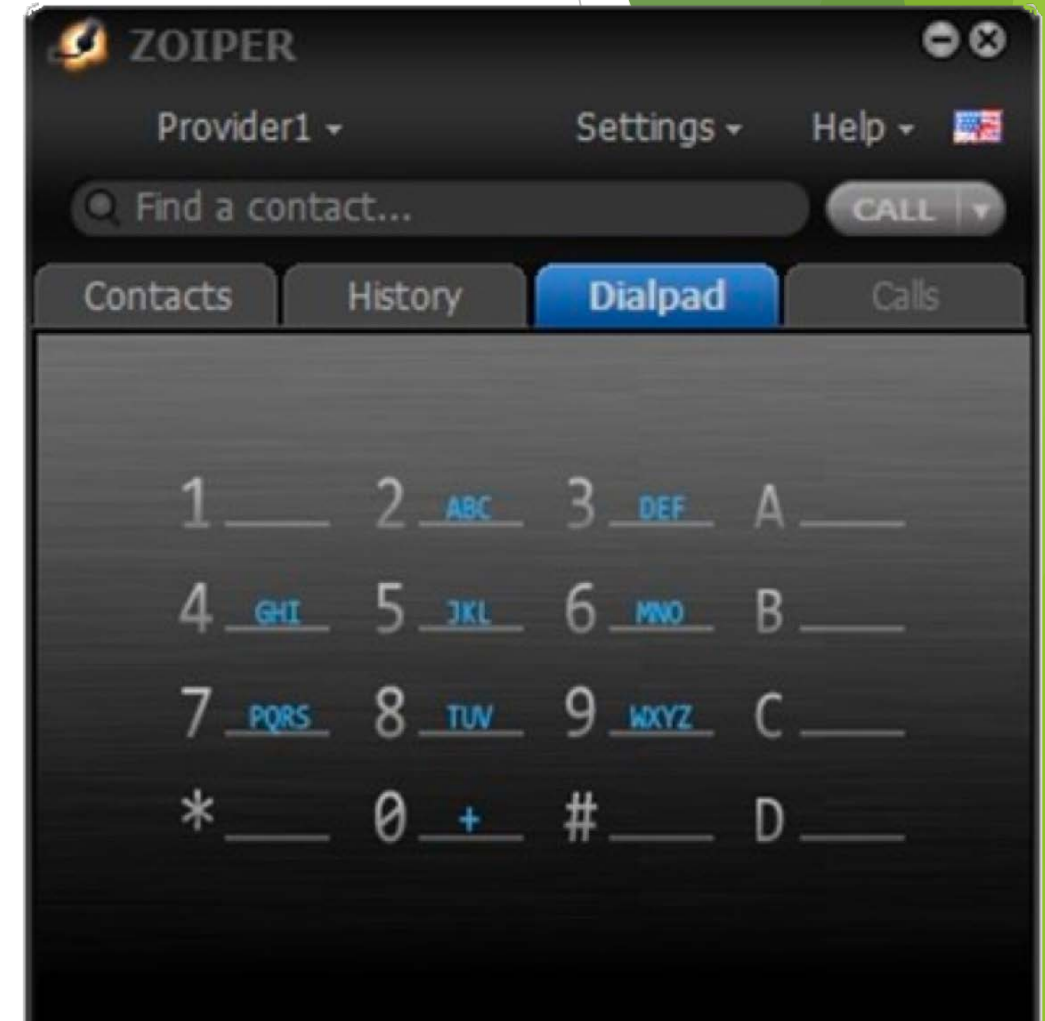 ZOIPER
Provider1 Settings Help
Find a contact... CALL
Contacts History Dialpad Calls
1 2 ABC 3 DEF A
4 GHI 5 JKL 6 MNO B
7 PQRS 8 TUV 9 WXYZ C
* 0 + # D